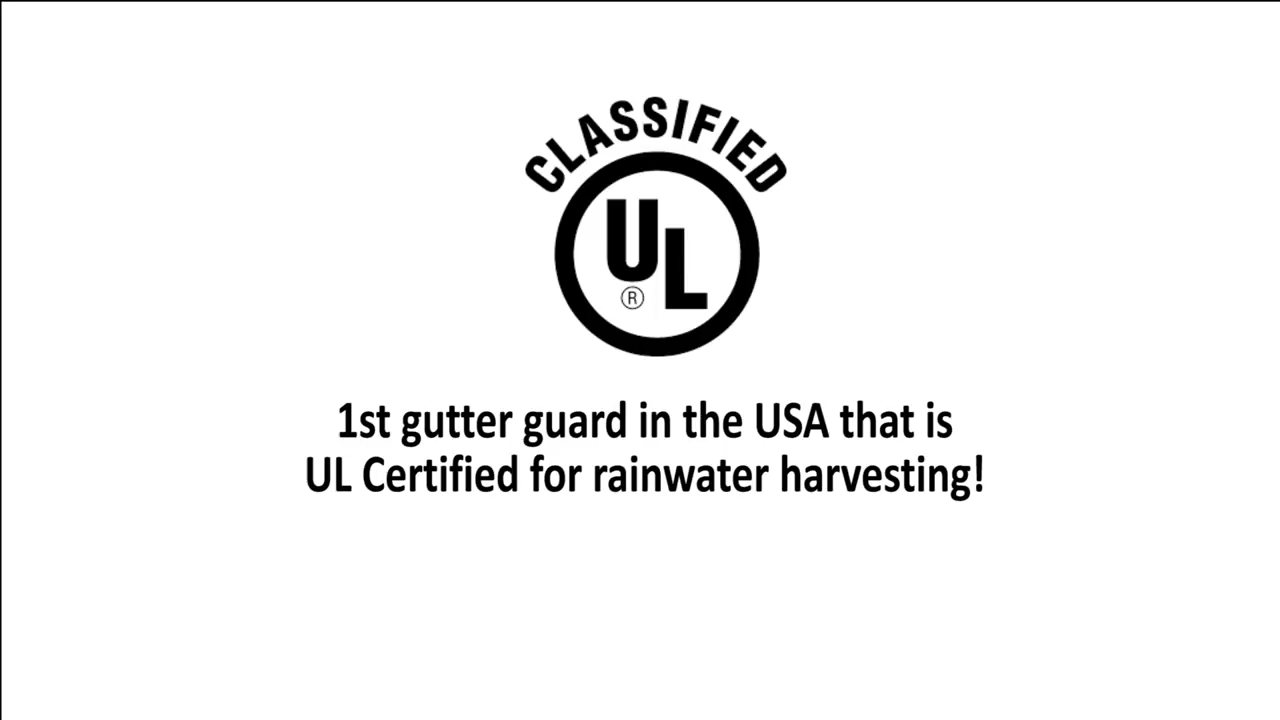 CLASSIFIED
UL
®
1st gutter guard in the USA that is
UL Certified for rainwater harvesting!